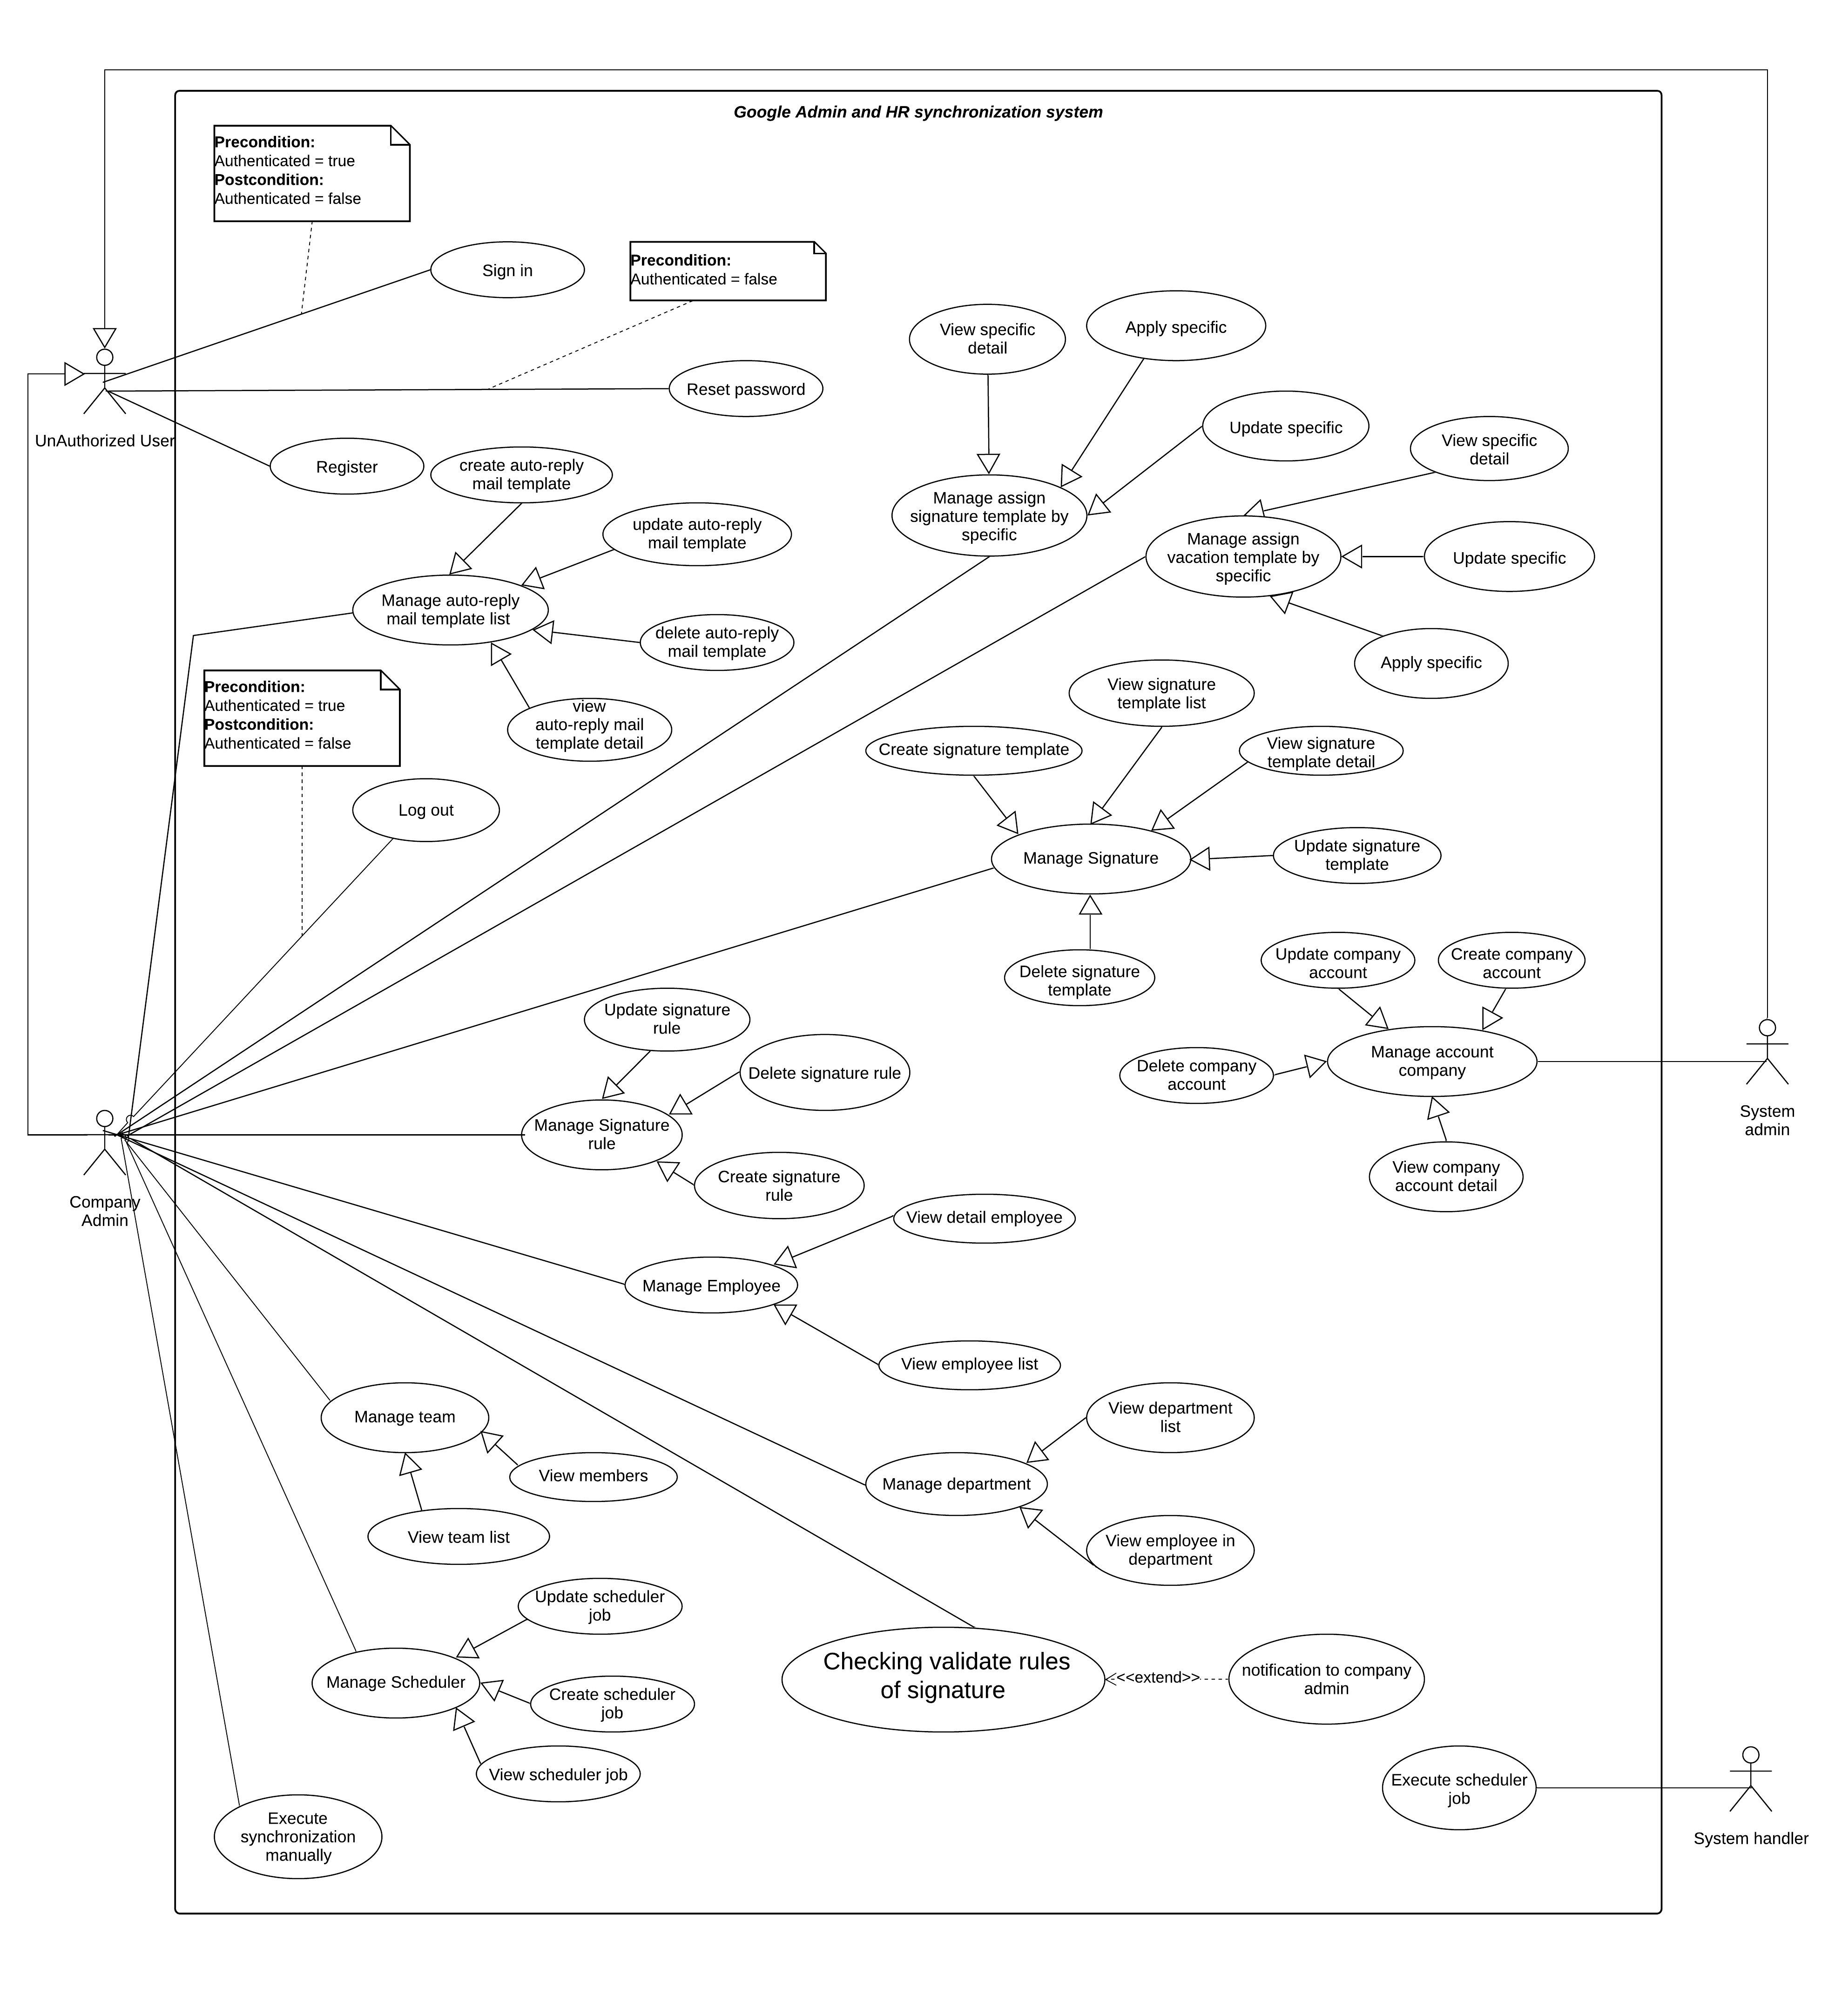 Google Admin and HR synchronization system
Precondition:
Authenticated = true
Postcondition:
Authenticated = false
Sign in
Precondition:
Authenticated = false
Reset password
UnAuthorized User
Register
View specific
detail
Apply specific
Update specific
Manage assign
signature template by
specific
View specific
detail
Update specific
Apply specific
Manage assign
vacation template by
specific
create auto-reply
mail template
update auto-reply
mail template
Manage auto-reply
mail template list
delete auto-reply
mail template
view
auto-reply mail
template detail
Precondition:
Authenticated = true
Postcondition:
Authenticated = false
Log out
View signature
template list
Create signature template
View signature
template detail
Manage Signature
Update signature
template
Delete signature
template
Update company
account
Create company
account
Manage account
company
Delete company
account
View company
account detail
System
admin
Update signature
rule
Delete signature rule
Manage Signature
rule
Create signature
rule
Company
Admin
View detail employee
Manage Employee
View employee list
Manage team
View members
View team list
View department
list
Manage department
View employee in
department
Update scheduler
job
Manage Scheduler
Create scheduler
job
View scheduler job
Checking validate rules
of signature
<<extend>>
notification to company
admin
Execute scheduler
job
System handler
Execute
synchronization
manually